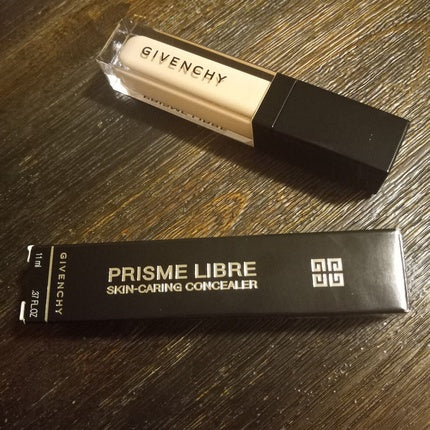 GIVENCHY
PRISME LIBRE
GIVENCHY
11 ml
.37 FL.OZ
PRISME LIBRE
SKIN-CARING CONCEALER